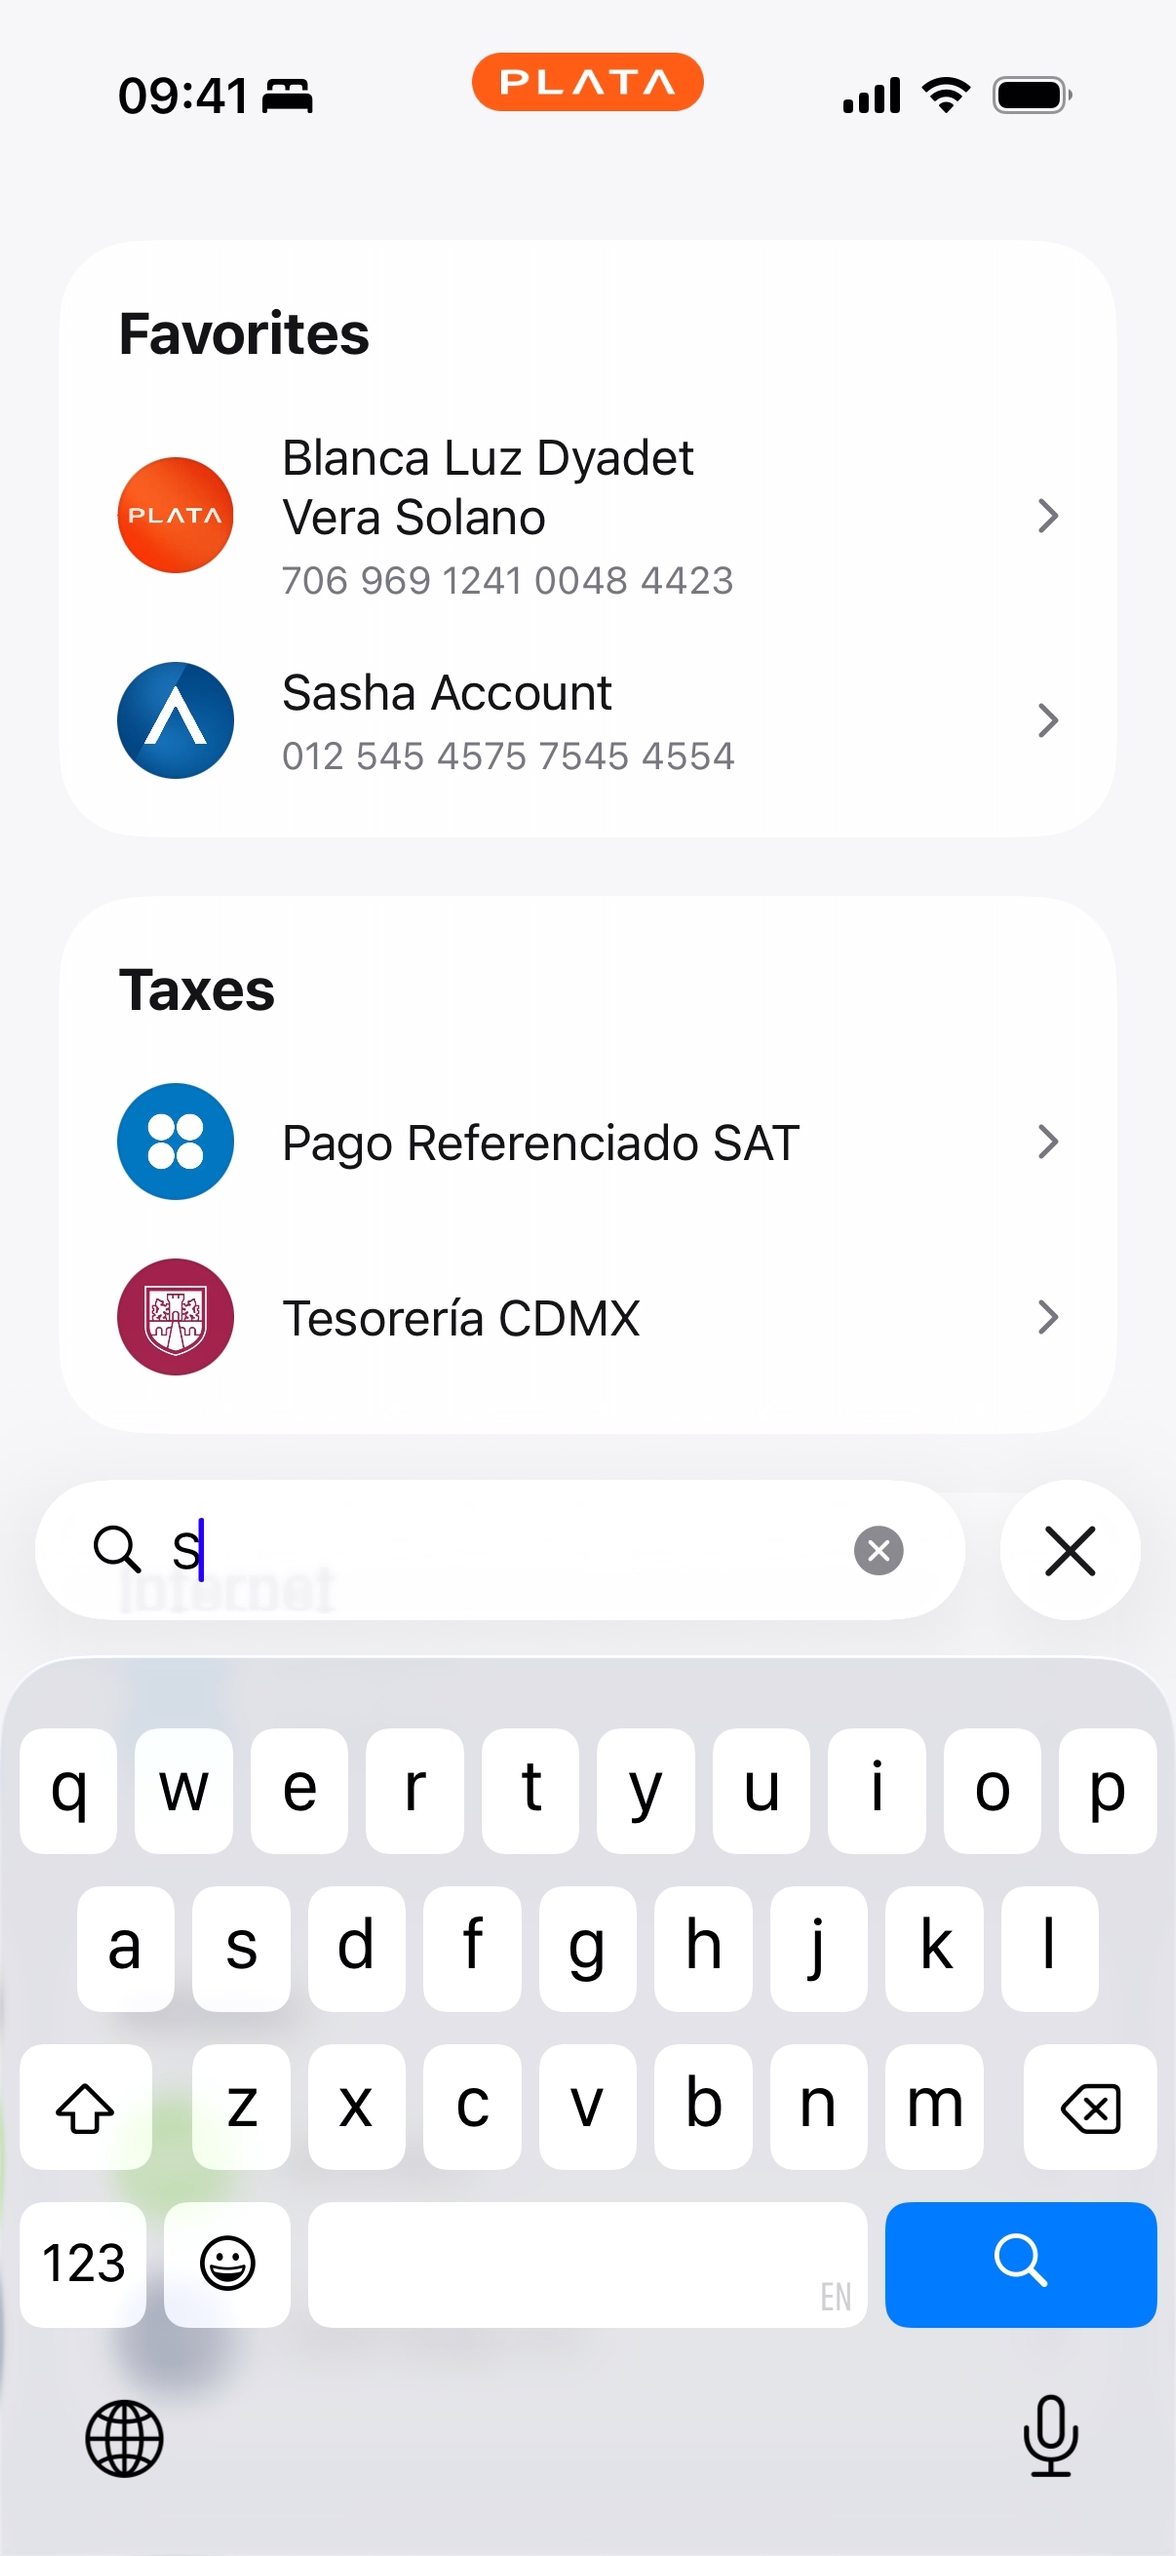 09:41
PLATA
Favorites
PLATA
Blanca Luz Dyadet
Vera Solano
706 969 1241 0048 4423
Sasha Account
012 545 4575 7545 4554
Taxes
Pago Referenciado SAT
Tesorería CDMX
S
Internet
q w e r t y u i o p
a s d f g h j k l
z x c v b n m
123
EN